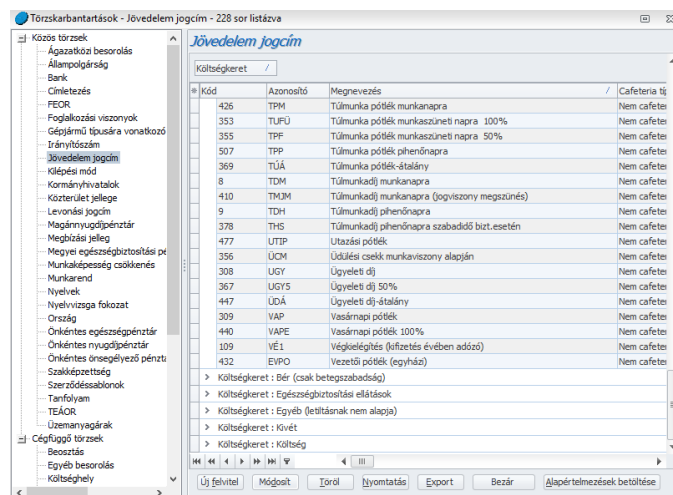 Törzskarbantartások - Jövedelem jogcím - 228 sor listázva
Közös törzsek
Ágazatközi besorolás
Állampolgárság
Bank
Címletezés
FEOR
Foglalkozási viszonyok
Gépjármű típusára vonatkozó
Irányítószám
Jövedelem jogcím
Kilépési mód
Kormányhivatalok
Közterület jellege
Levonási jogcím
Magánnyugdíjpénztár
Megbízási jelleg
Megyei egészségbiztosítási pé
Munkaképesség csökkenés
Munkarend
Nyelvek
Nyelvvizsga fokozat
Ország
Önkéntes egészségpénztár
Önkéntes nyugdíjpénztár
Önkéntes önsegélyező pénzta
Szakképzettség
Szerződéssablonok
Tanfolyam
TEÁOR
Üzemanyagárak
Cégfüggő törzsek
Beosztás
Egyéb besorolás
Költséghely
Jövedelem jogcím
Költségkeret /
Kód Azonosító Megnevezés / Cafeteria típ
426 TPM Túlmunka pótlék munkanapra Nem cafeter
353 TUFÜ Túlmunka pótlék munkaszüneti napra 100% Nem cafeter
355 TPF Túlmunka pótlék munkaszüneti napra 50% Nem cafeter
507 TPP Túlmunka pótlék pihenőnapra Nem cafeter
369 TÚÁ Túlmunka pótlék-átalány Nem cafeter
8 TDM Túlmunkadíj munkanapra Nem cafeter
410 TMJM Túlmunkadíj munkanapra (jogviszony megszünés) Nem cafeter
9 TDH Túlmunkadíj pihenőnapra Nem cafeter
378 THS Túlmunkadíj pihenőnapra szabadidő bizt.esetén Nem cafeter
477 UTIP Utazási pótlék Nem cafeter
356 ÜCM Üdülési csekk munkaviszony alapján Nem cafeter
308 UGY Ügyeleti díj Nem cafeter
367 UGY5 Ügyeleti díj 50% Nem cafeter
447 ÜDÁ Ügyeleti díj-átalány Nem cafeter
309 VAP Vasárnapi pótlék Nem cafeter
440 VAPE Vasárnapi pótlék 100% Nem cafeter
109 VÉ1 Végkielégítés (kifizetés évében adózó) Nem cafeter
432 EVPO Vezetői pótlék (egyházi) Nem cafeter
Költségkeret : Bér (csak betegszabadság)
Költségkeret : Egészségbiztosítási ellátások
Költségkeret : Egyéb (letiltásnak nem alapja)
Költségkeret : Kivét
Költségkeret : Költség
Új felvitel Módosít Töröl Nyomtatás Export Bezár Alapértelmezések betöltése